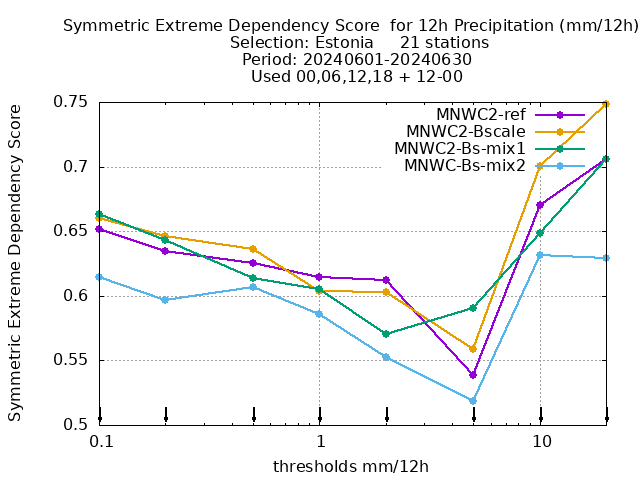 Symmetric Extreme Dependency Score  for 12h Precipitation (mm/12h)
Selection: Estonia     21 stations
Period: 20240601-20240630
Used 00,06,12,18 + 12-00
Symmetric Extreme Dependency Score
0.75
0.7
0.65
0.6
0.55
0.5
MNWC2-ref
MNWC2-Bscale
MNWC2-Bs-mix1
MNWC-Bs-mix2
0.1 1 10
thresholds mm/12h